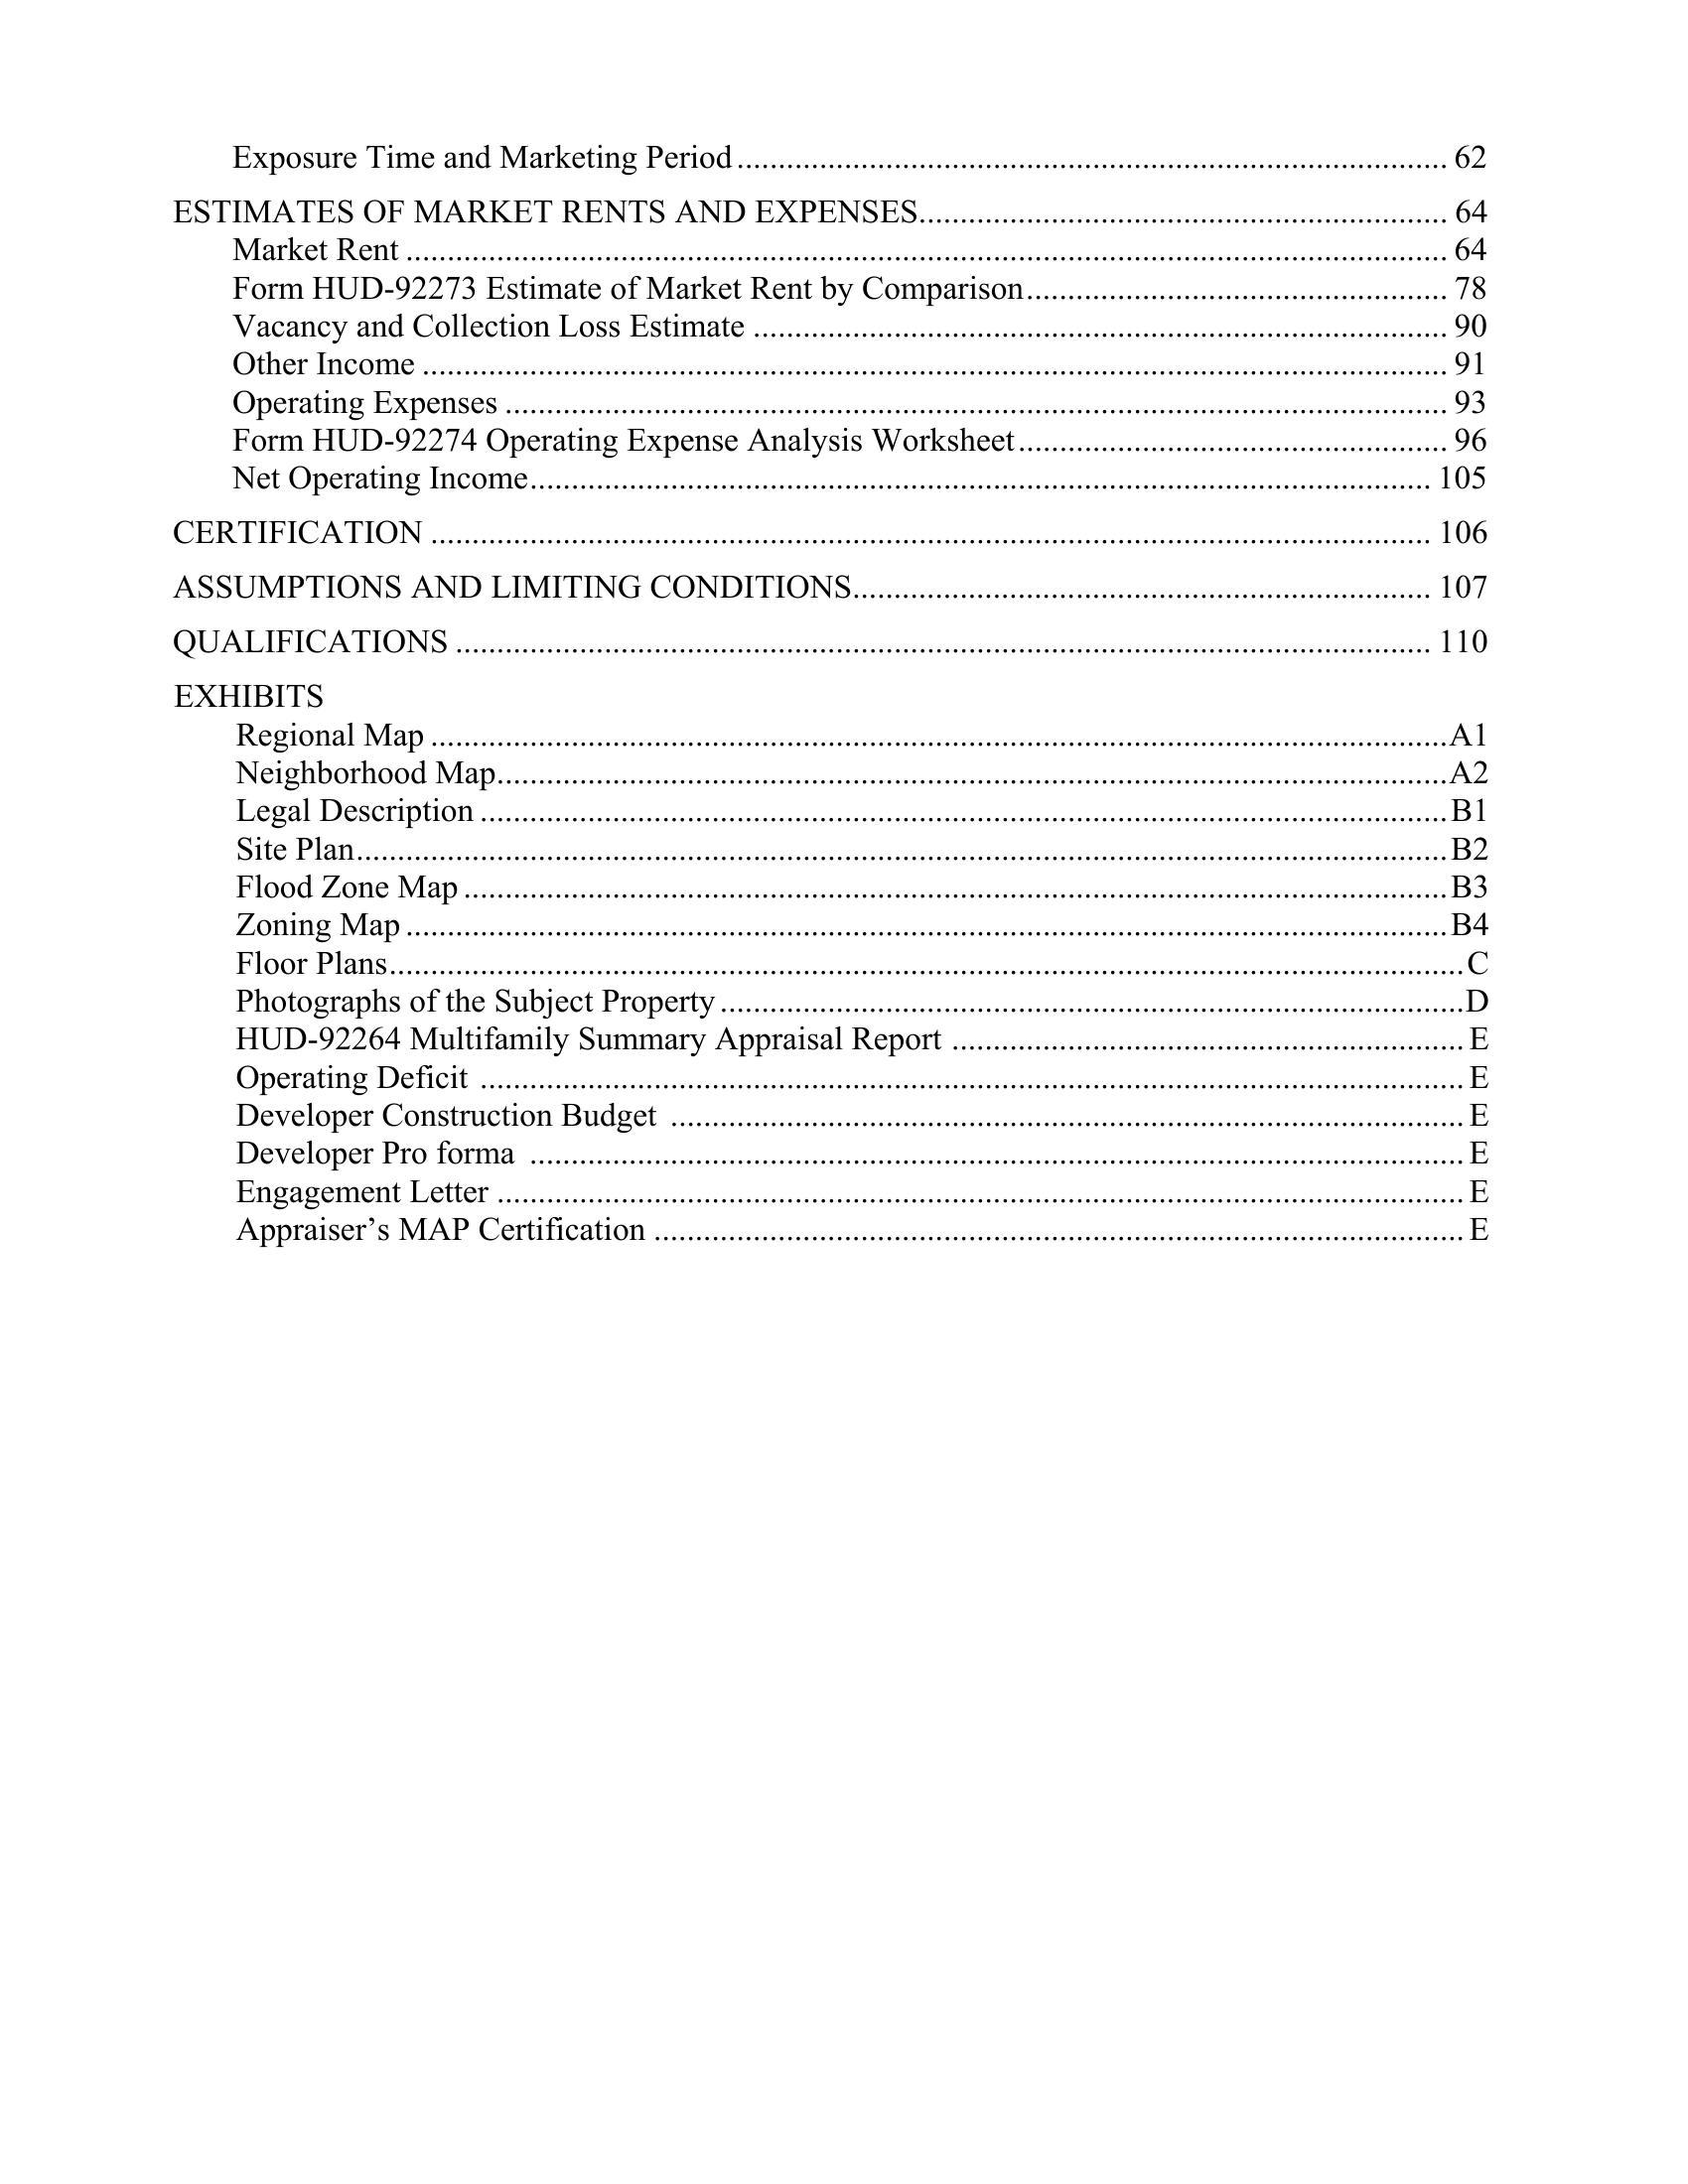 Exposure Time and Marketing Period ........ 62
ESTIMATES OF MARKET RENTS AND EXPENSES ........ 64
Market Rent ........ 64
Form HUD-92273 Estimate of Market Rent by Comparison ........ 78
Vacancy and Collection Loss Estimate ........ 90
Other Income ........ 91
Operating Expenses ........ 93
Form HUD-92274 Operating Expense Analysis Worksheet ........ 96
Net Operating Income ........ 105
CERTIFICATION ........ 106
ASSUMPTIONS AND LIMITING CONDITIONS ........ 107
QUALIFICATIONS ........ 110
EXHIBITS
Regional Map ........ A1
Neighborhood Map ........ A2
Legal Description ........ B1
Site Plan ........ B2
Flood Zone Map ........ B3
Zoning Map ........ B4
Floor Plans ........ C
Photographs of the Subject Property ........ D
HUD-92264 Multifamily Summary Appraisal Report ........ E
Operating Deficit ........ E
Developer Construction Budget ........ E
Developer Pro forma ........ E
Engagement Letter ........ E
Appraiser’s MAP Certification ........ E